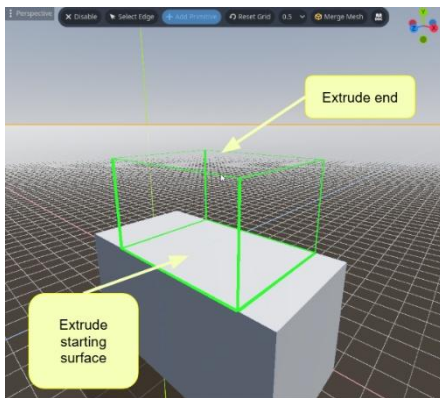 Perspective
Disable
Select Edge
Add Primitive
Reset Grid
0.5
Merge Mesh
Y
X
Extrude end
Extrude
starting
surface